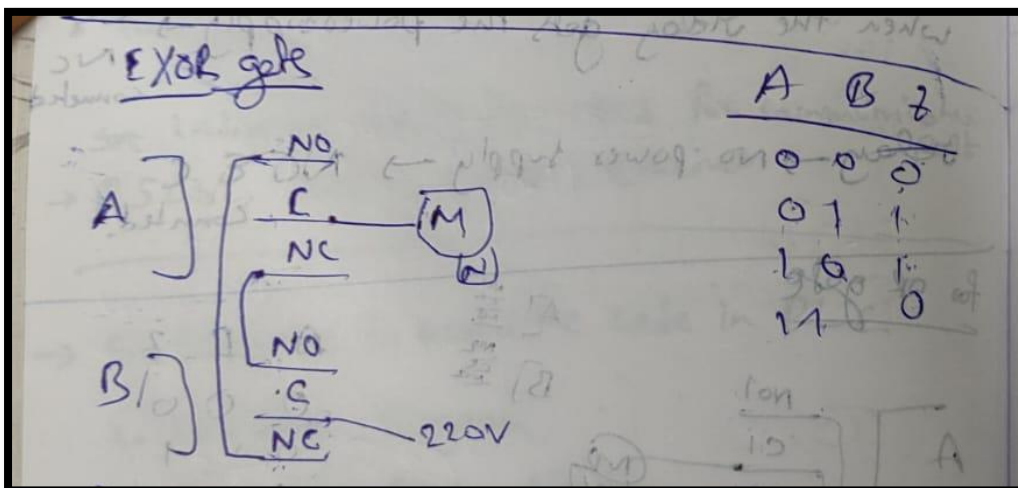 EXOR gate
A B Z
NO
0 0 0
A
C
M
0 1 1
NC
N
1 0 1
1 1 0
NO
B
C
220V
NC